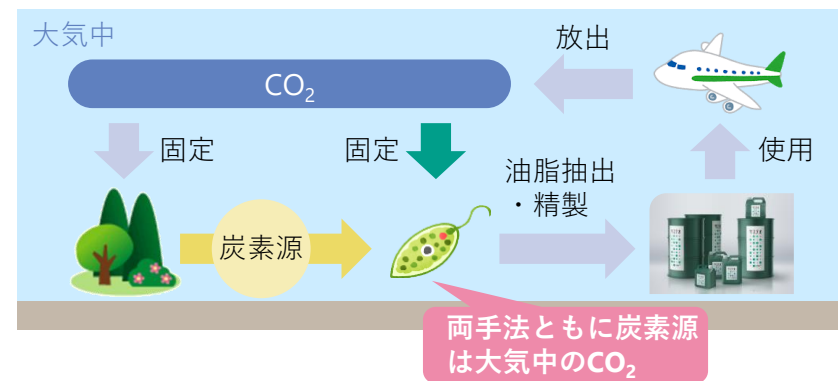 大気中
放出
CO₂
固定
固定
使用
油脂抽出
・精製
炭素源
両手法ともに炭素源
は大気中のCO₂